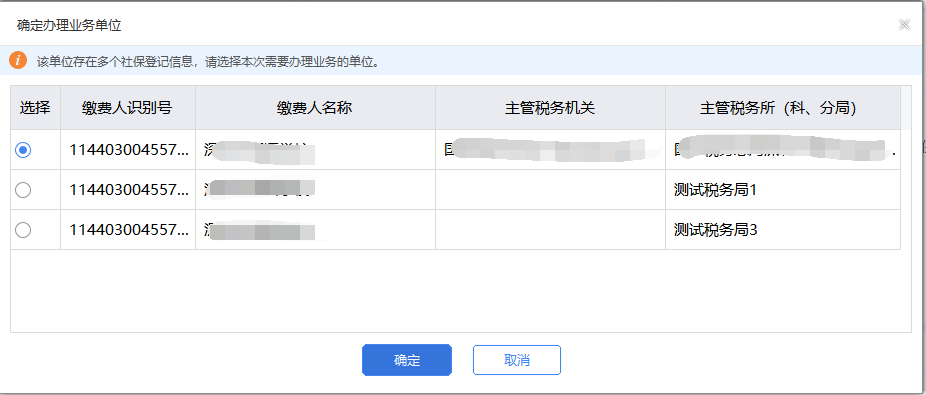 确定办理业务单位
该单位存在多个社保登记信息，请选择本次需要办理业务的单位。
选择 缴费人识别号 缴费人名称 主管税务机关 主管税务所（科、分局）
114403004557...
114403004557... 测试税务局1
114403004557... 测试税务局3
确定 取消